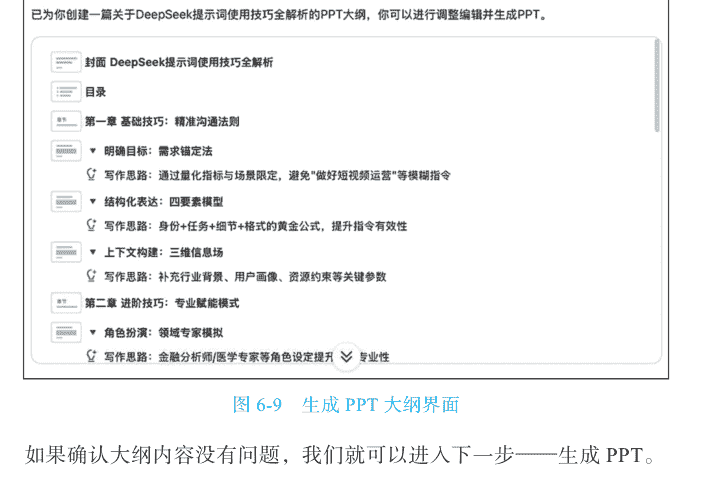 已为你创建一篇关于DeepSeek提示词使用技巧全解析的PPT大纲，你可以进行调整编辑并生成PPT。
封面 DeepSeek提示词使用技巧全解析
目录
第一章 基础技巧：精准沟通法则
明确目标：需求锚定法
写作思路：通过量化指标与场景限定，避免"做好短视频运营"等模糊指令
结构化表达：四要素模型
写作思路：身份+任务+细节+格式的黄金公式，提升指令有效性
上下文构建：三维信息场
写作思路：补充行业背景、用户画像、资源约束等关键参数
第二章 进阶技巧：专业赋能模式
角色扮演：领域专家模拟
写作思路：金融分析师/医学专家等角色设定提升 专业性
图 6-9 生成 PPT 大纲界面
如果确认大纲内容没有问题，我们就可以进入下一步——生成 PPT。